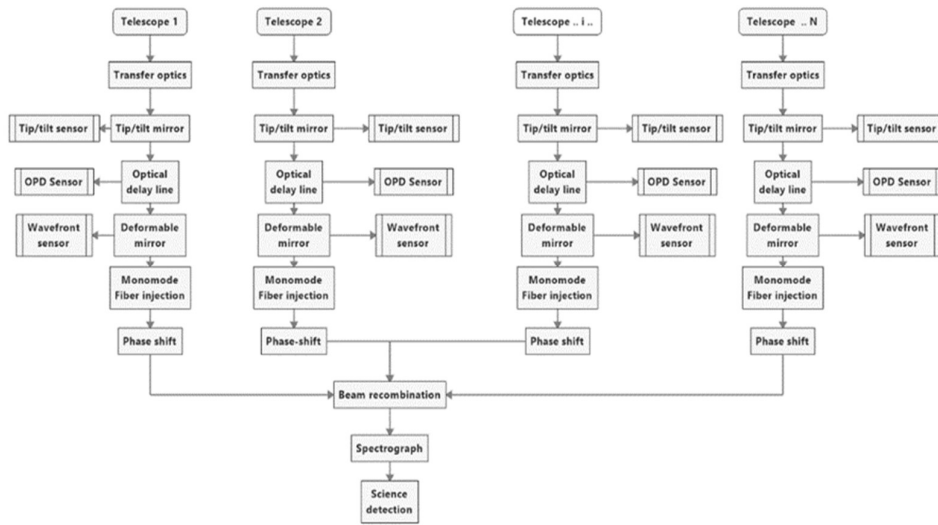 Telescope 1
Telescope 2
Telescope .. i ..
Telescope .. N
Transfer optics
Transfer optics
Transfer optics
Transfer optics
Tip/tilt sensor
Tip/tilt mirror
Tip/tilt mirror
Tip/tilt sensor
Tip/tilt mirror
Tip/tilt sensor
Tip/tilt mirror
Tip/tilt sensor
OPD Sensor
Optical
delay line
Optical
delay line
OPD Sensor
Optical
delay line
OPD Sensor
Optical
delay line
OPD Sensor
Wavefront
sensor
Deformable
mirror
Deformable
mirror
Wavefront
sensor
Deformable
mirror
Wavefront
sensor
Deformable
mirror
Wavefront
sensor
Monomode
Fiber injection
Monomode
Fiber injection
Monomode
Fiber injection
Monomode
Fiber injection
Phase shift
Phase-shift
Phase shift
Phase shift
Beam recombination
Spectrograph
Science
detection